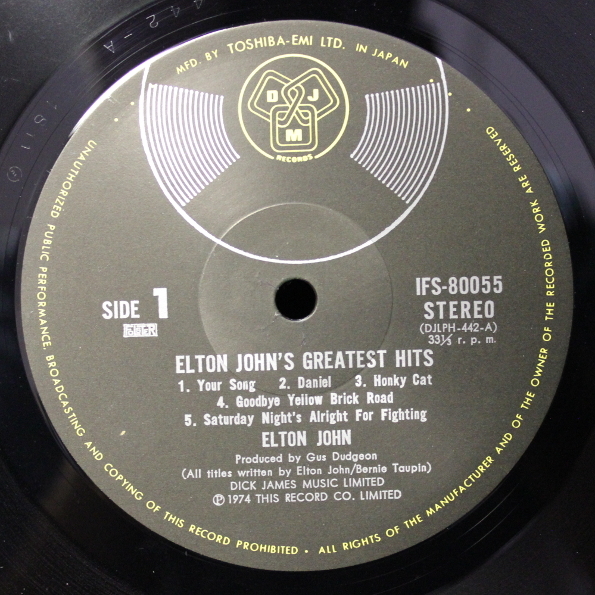 MFD. BY TOSHIBA-EMI LTD. IN JAPAN
D J M
RECORDS
SIDE 1
IFS-80055
STEREO
(DJLPH-442-A)
33⅓ r. p. m.
ELTON JOHN'S GREATEST HITS
1. Your Song 2. Daniel 3. Honky Cat
4. Goodbye Yellow Brick Road
5. Saturday Night's Alright For Fighting
ELTON JOHN
Produced by Gus Dudgeon
(All titles written by Elton John/Bernie Taupin)
DICK JAMES MUSIC LIMITED
Ⓟ 1974 THIS RECORD CO. LIMITED
UNAUTHORIZED PUBLIC PERFORMANCE, BROADCASTING AND COPYING OF THIS RECORD PROHIBITED • ALL RIGHTS OF THE MANUFACTURER AND OF THE OWNER OF THE RECORDED WORK ARE RESERVED
442-A